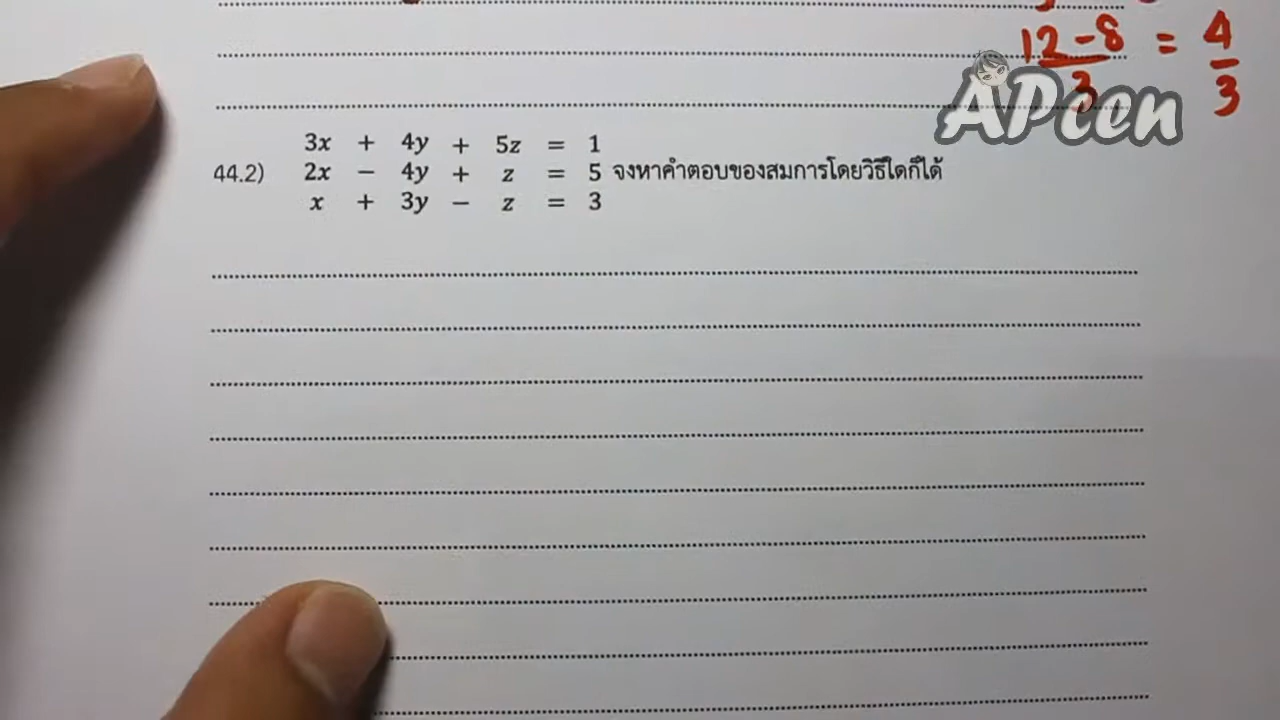 12 - 8 = 4
3 3
APcen
3x + 4y + 5z = 1
44.2) 2x - 4y + z = 5 จงหาคำตอบของสมการโดยวิธีใดก็ได้
x + 3y - z = 3